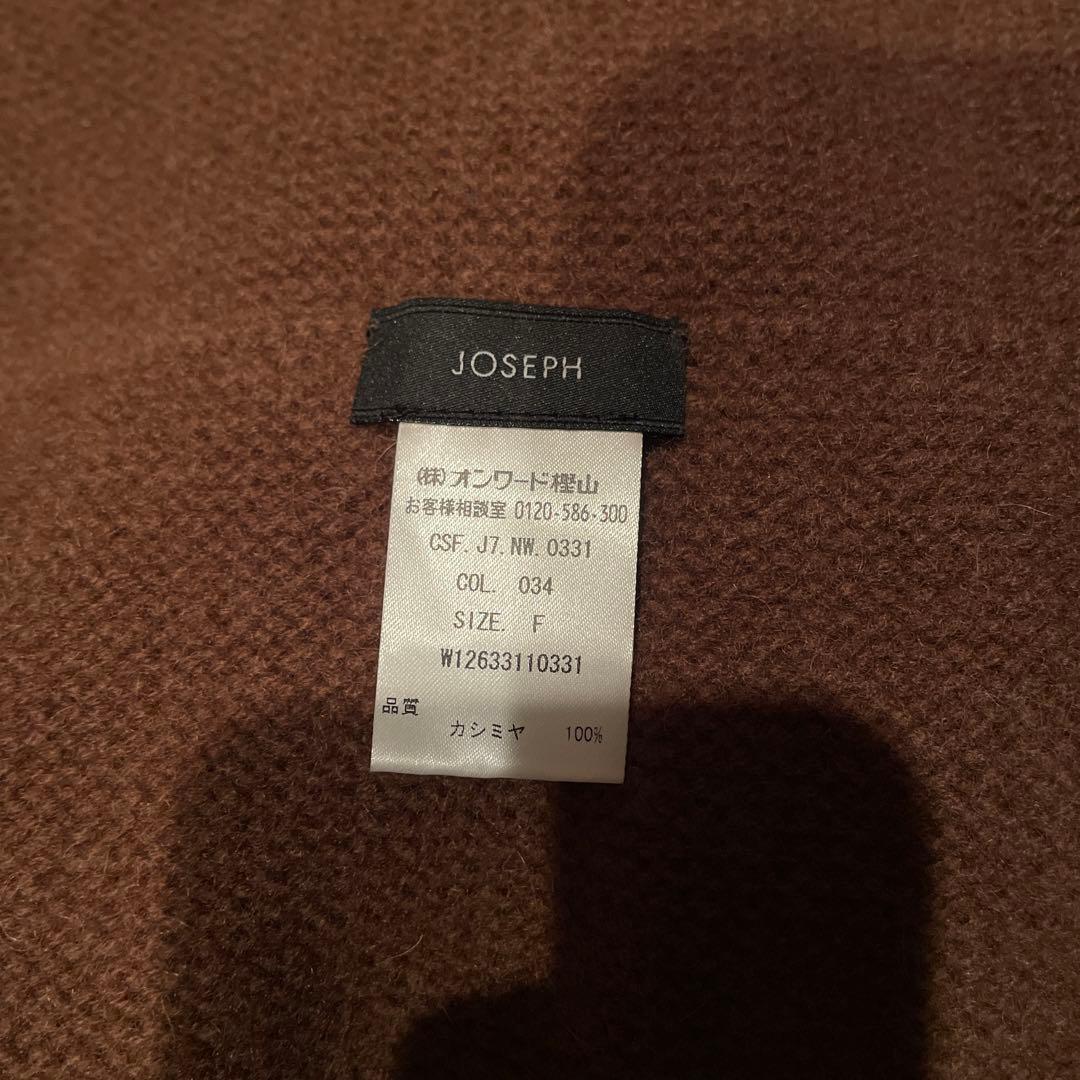 JOSEPH
(株)オンワード樫山
お客様相談室 0120-586-300
CSF. J7. NW. 0331
COL. 034
SIZE. F
W12633110331
品質
カシミヤ 100%